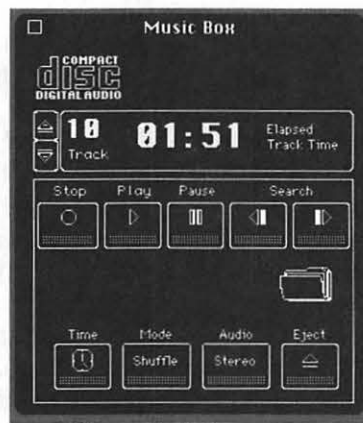 Music Box
COMPACT
disc
DIGITAL AUDIO
10 01:51 Elapsed
Track Track Time
Stop Play Pause Search
Time Mode Audio Eject
Shuffle Stereo